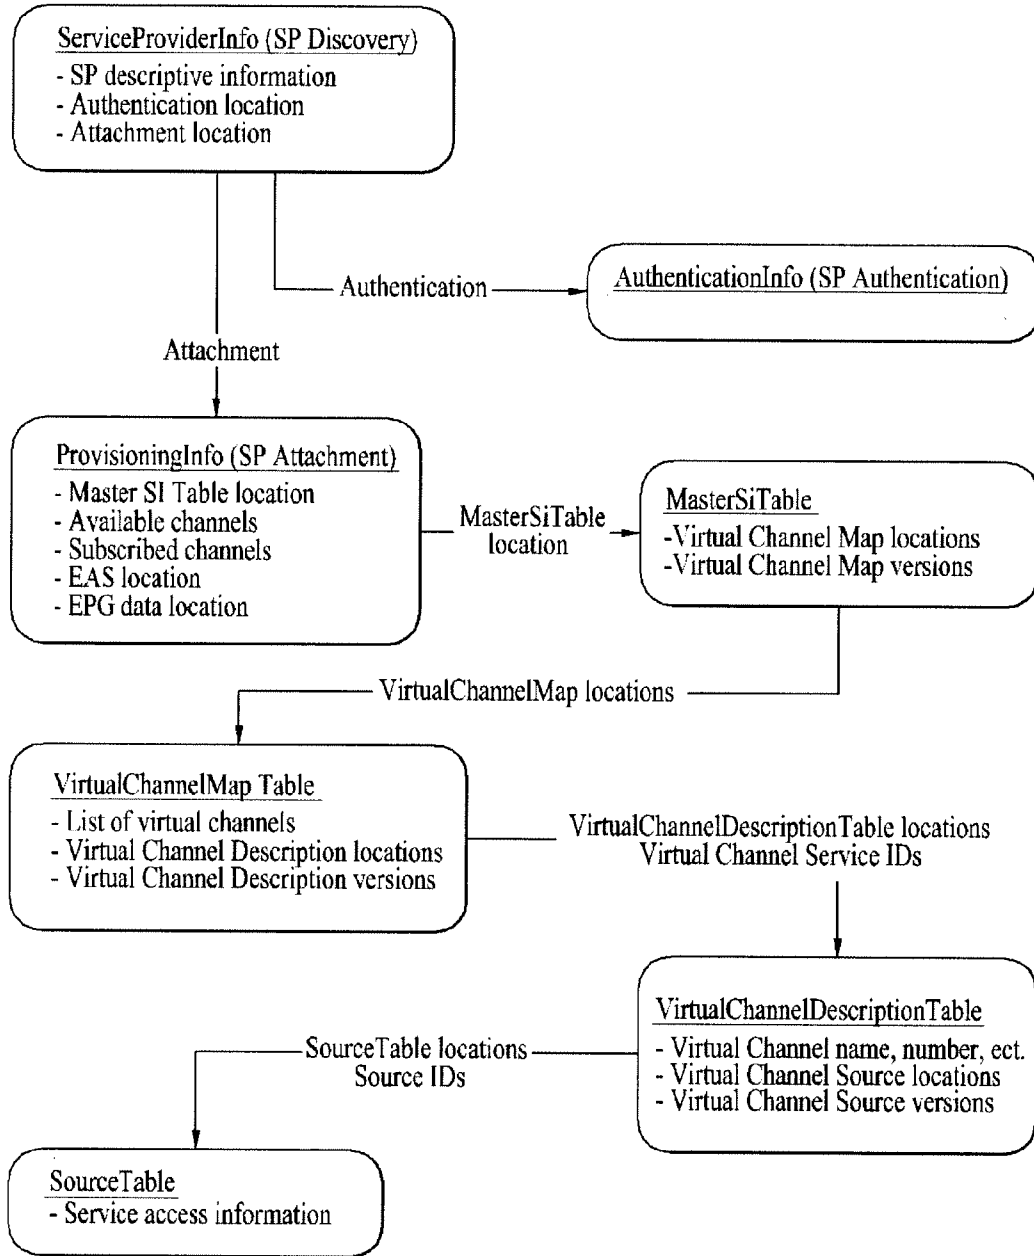 ServiceProviderInfo (SP Discovery)
- SP descriptive information
- Authentication location
- Attachment location
Authentication
AuthenticationInfo (SP Authentication)
Attachment
ProvisioningInfo (SP Attachment)
- Master SI Table location
- Available channels
- Subscribed channels
- EAS location
- EPG data location
MasterSiTable
location
MasterSiTable
-Virtual Channel Map locations
-Virtual Channel Map versions
VirtualChannelMap locations
VirtualChannelMap Table
- List of virtual channels
- Virtual Channel Description locations
- Virtual Channel Description versions
VirtualChannelDescriptionTable locations
Virtual Channel Service IDs
VirtualChannelDescriptionTable
- Virtual Channel name, number, ect.
- Virtual Channel Source locations
- Virtual Channel Source versions
SourceTable locations
Source IDs
SourceTable
- Service access information